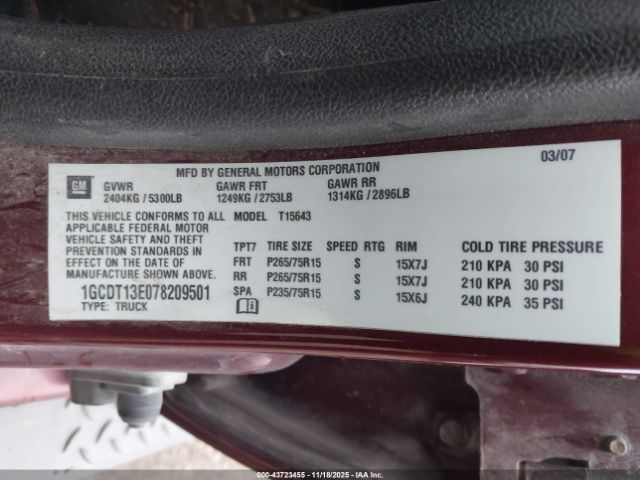 MFD BY GENERAL MOTORS CORPORATION 03/07
GM GVWR GAWR FRT GAWR RR
2404KG / 5300LB 1249KG / 2753LB 1314KG / 2896LB
THIS VEHICLE CONFORMS TO ALL MODEL T15643
APPLICABLE FEDERAL MOTOR
VEHICLE SAFETY AND THEFT
PREVENTION STANDARDS IN
EFFECT ON THE DATE OF
MANUFACTURE SHOWN ABOVE.
1GCDT13E078209501
TYPE: TRUCK
TPT7 TIRE SIZE SPEED RTG RIM COLD TIRE PRESSURE
FRT P265/75R15 S 15X7J 210 KPA 30 PSI
RR P265/75R15 S 15X7J 210 KPA 30 PSI
SPA P235/75R15 S 15X6J 240 KPA 35 PSI
000-43723455 - 11/18/2025 - IAA Inc.